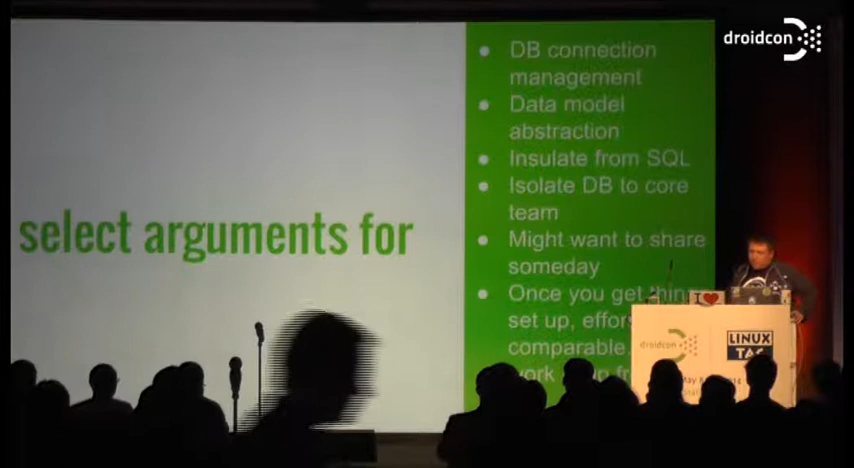 droidcon
DB connection
management
Data model
abstraction
Insulate from SQL
Isolate DB to core
team
Might want to share
someday
Once you get
set up,
comparable.
select arguments for
I
droidcon
LINUX
TAG